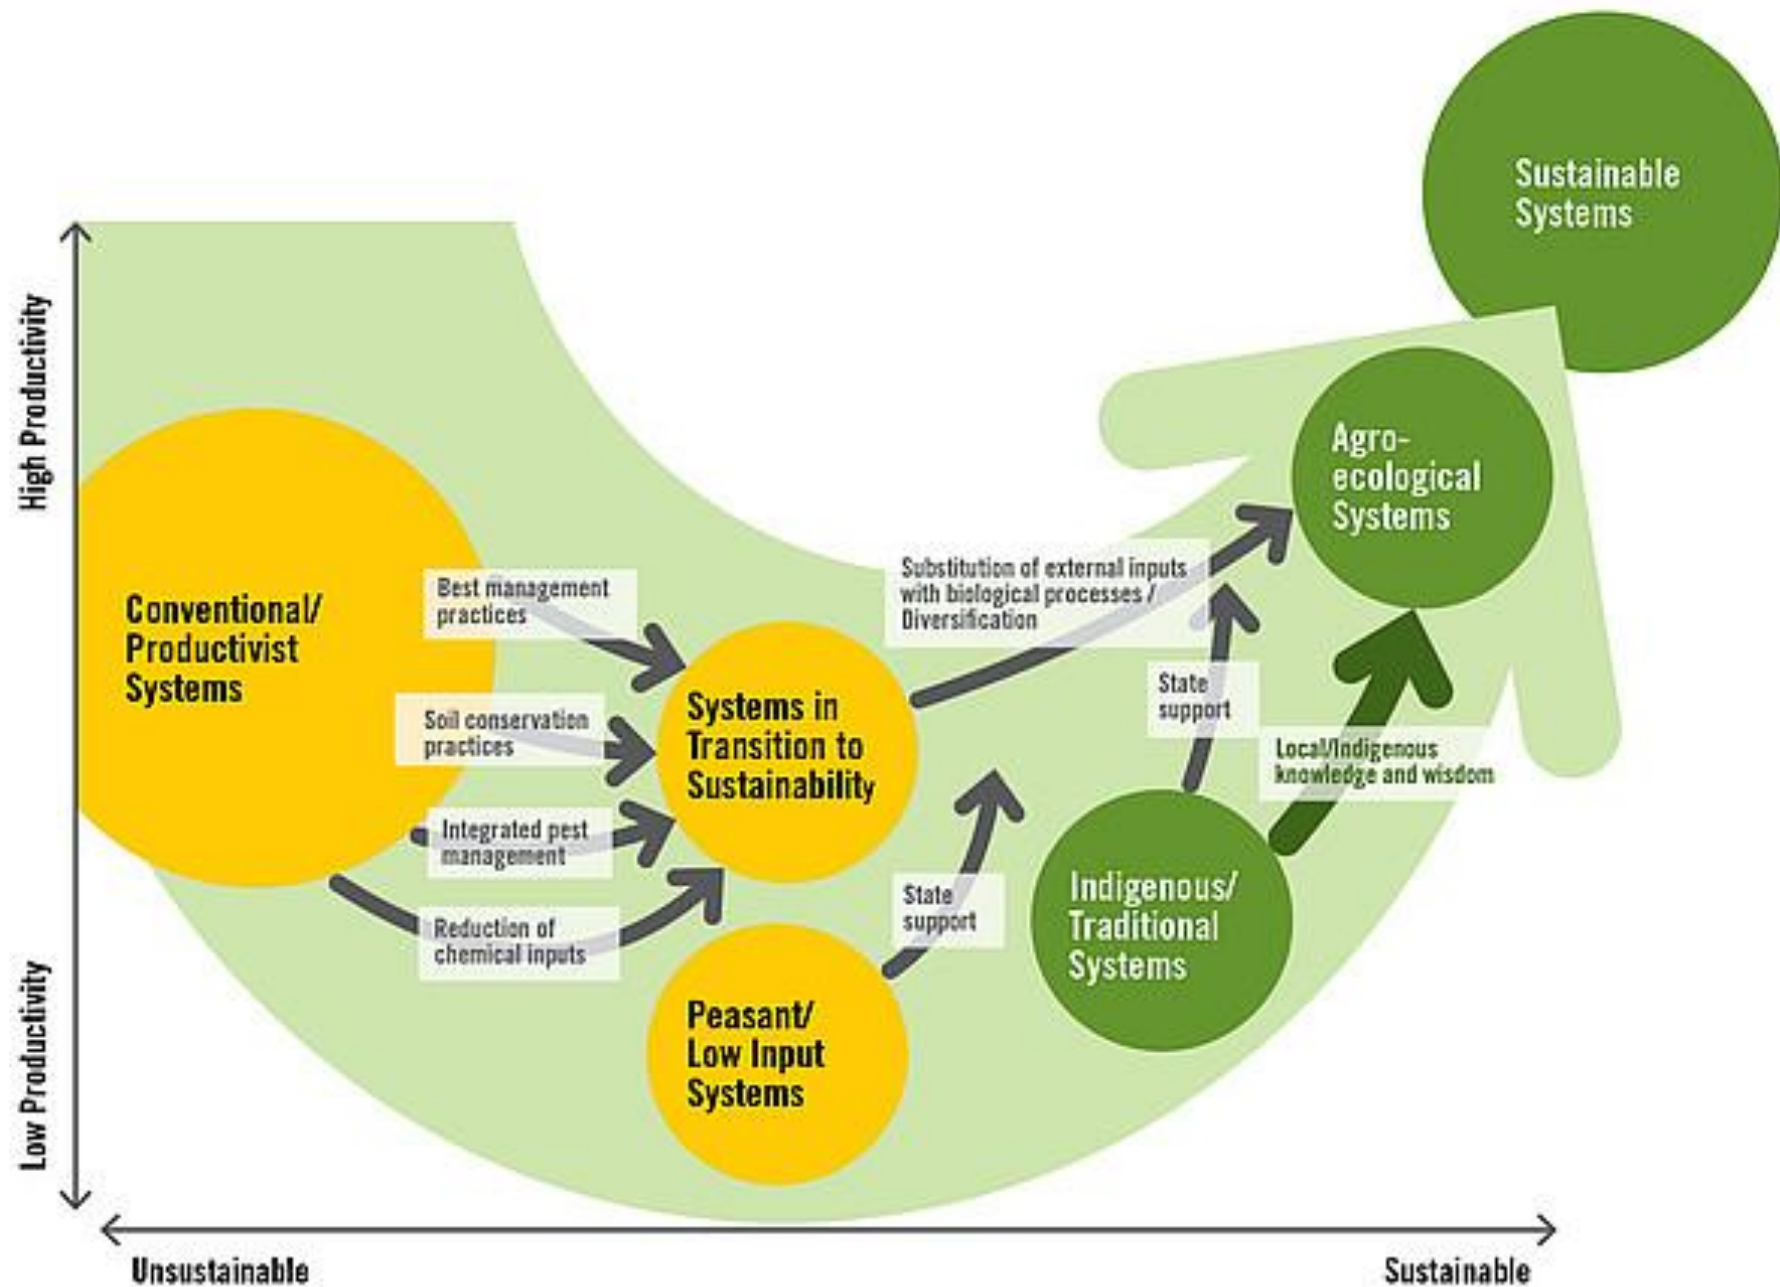 Sustainable
Systems
High Productivity
Agro-
ecological
Systems
Conventional/
Productivist
Systems
Best management
practices
Substitution of external inputs
with biological processes /
Diversification
Soil conservation
practices
Systems in
Transition to
Sustainability
State
support
Local/Indigenous
knowledge and wisdom
Integrated pest
management
Reduction of
chemical inputs
State
support
Indigenous/
Traditional
Systems
Peasant/
Low Input
Systems
Low Productivity
Unsustainable
Sustainable